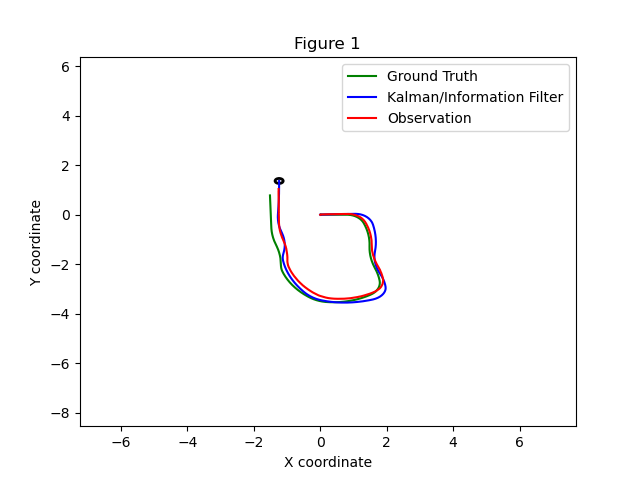 Figure 1
Ground Truth
Kalman/Information Filter
Observation
Y coordinate
6
4
2
0
−2
−4
−6
−8
−6
−4
−2
0
2
4
6
X coordinate